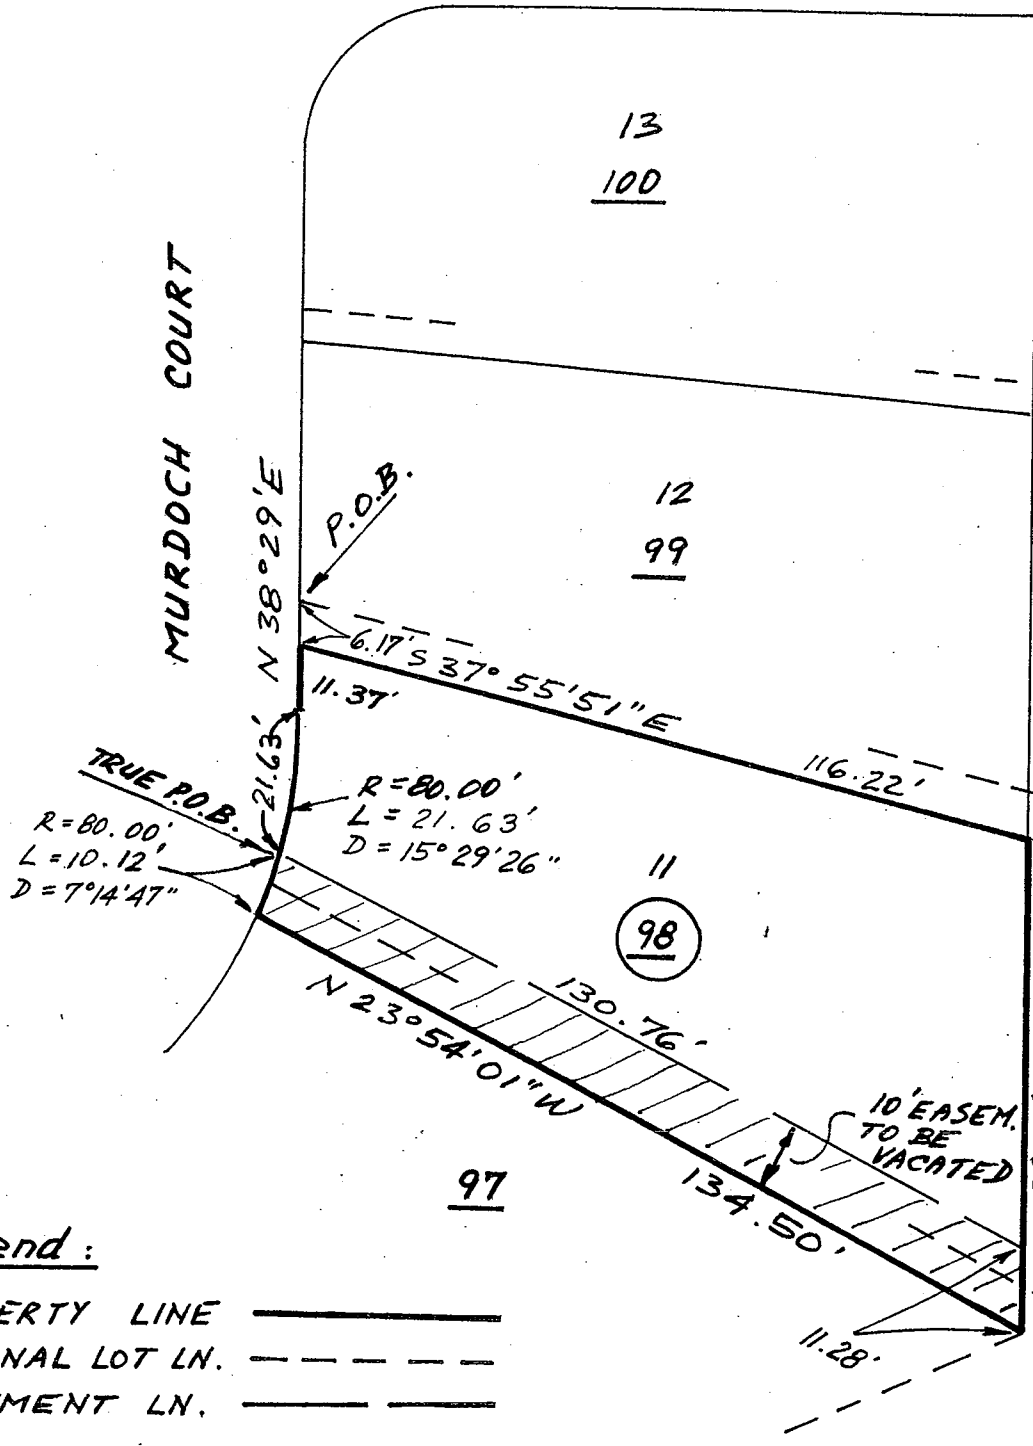 13
100
MURDOCH COURT
N 38°29'E
P.O.B.
12
99
6.17'
S 37° 55'51" E
116.22'
11.37'
21.63'
TRUE P.O.B.
R=80.00'
L=10.12'
D=7°14'47"
R=80.00'
L=21.63'
D=15°29'26"
11
98
130.76'
N 23°54'01"W
134.50'
10'EASEM.
TO BE
VACATED
97
11.28'
end :
ERTY LINE
NAL LOT LN.
MENT LN.